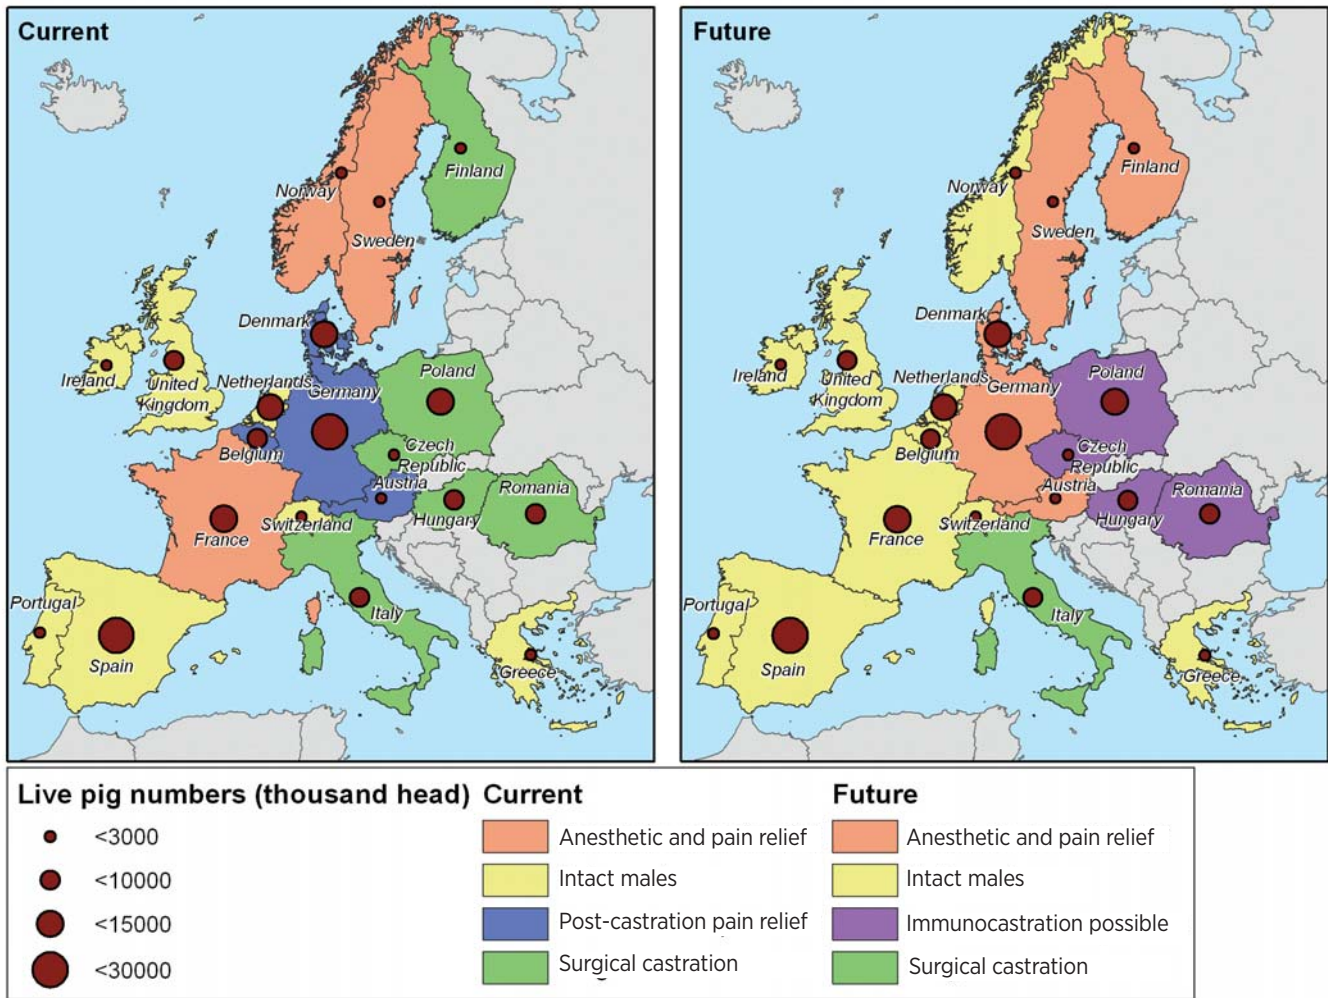 Current
Norway
Finland
Sweden
Denmark
Ireland
United
Kingdom
Netherlands
Germany
Poland
Belgium
Czech
Republic
Austria
Romania
Hungary
Switzerland
France
Portugal
Spain
Italy
Greece
Future
Norway
Finland
Sweden
Denmark
Ireland
United
Kingdom
Netherlands
Germany
Poland
Belgium
Czech
Republic
Austria
Romania
Hungary
Switzerland
France
Portugal
Spain
Italy
Greece
Live pig numbers (thousand head)
<3000
<10000
<15000
<30000
Current
Anesthetic and pain relief
Intact males
Post-castration pain relief
Surgical castration
Future
Anesthetic and pain relief
Intact males
Immunocastration possible
Surgical castration